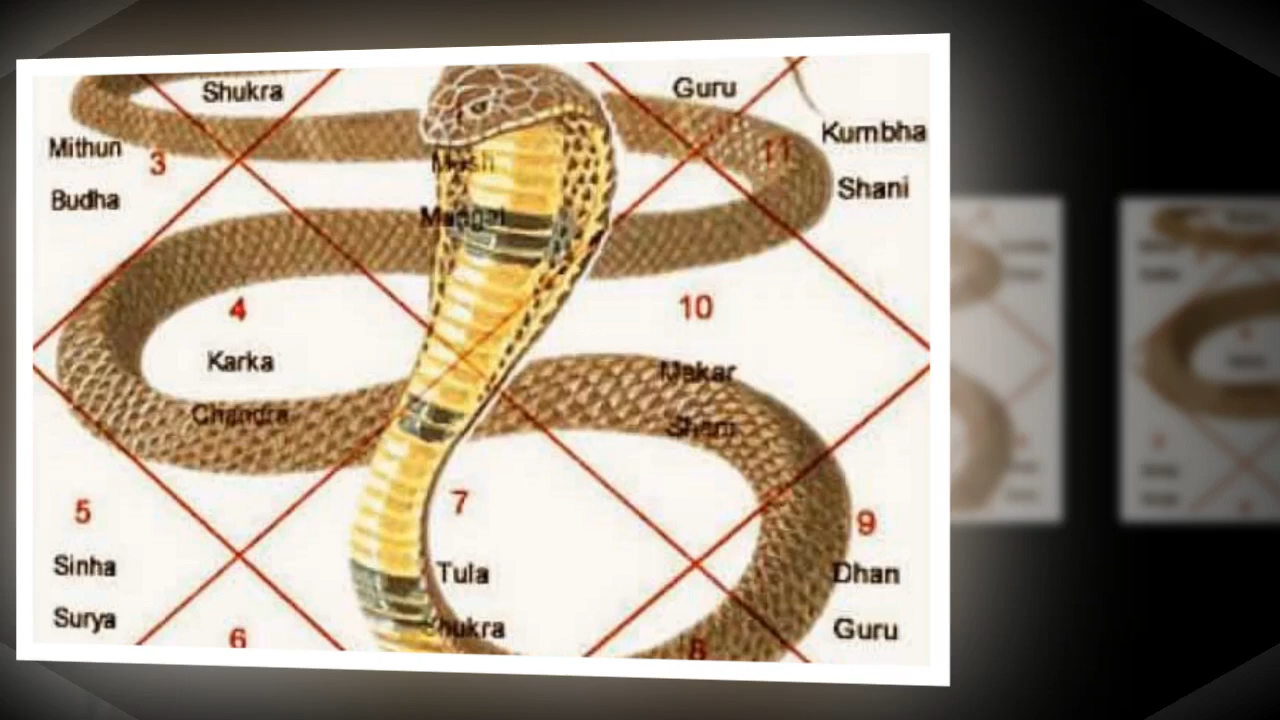 Shukra
Guru
Mithun
3
11
Kumbha
Budha
Shani
Mesh
Mangal
4
10
Karka
Makar
Chandra
Shani
5
7
9
Sinha
Tula
Dhan
Surya
Shukra
Guru
6
8